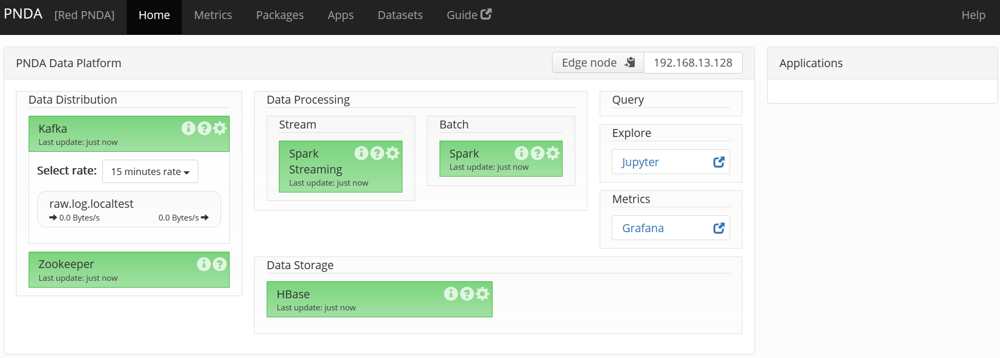 PNDA [Red PNDA] Home Metrics Packages Apps Datasets Guide Help
PNDA Data Platform
Edge node 192.168.13.128
Data Distribution
Kafka
Last update: just now
Select rate: 15 minutes rate
raw.log.localtest
0.0 Bytes/s 0.0 Bytes/s
Zookeeper
Last update: just now
Data Processing
Stream
Spark
Streaming
Last update: just now
Batch
Spark
Last update: just now
Query
Explore
Jupyter
Metrics
Grafana
Data Storage
HBase
Last update: just now
Applications